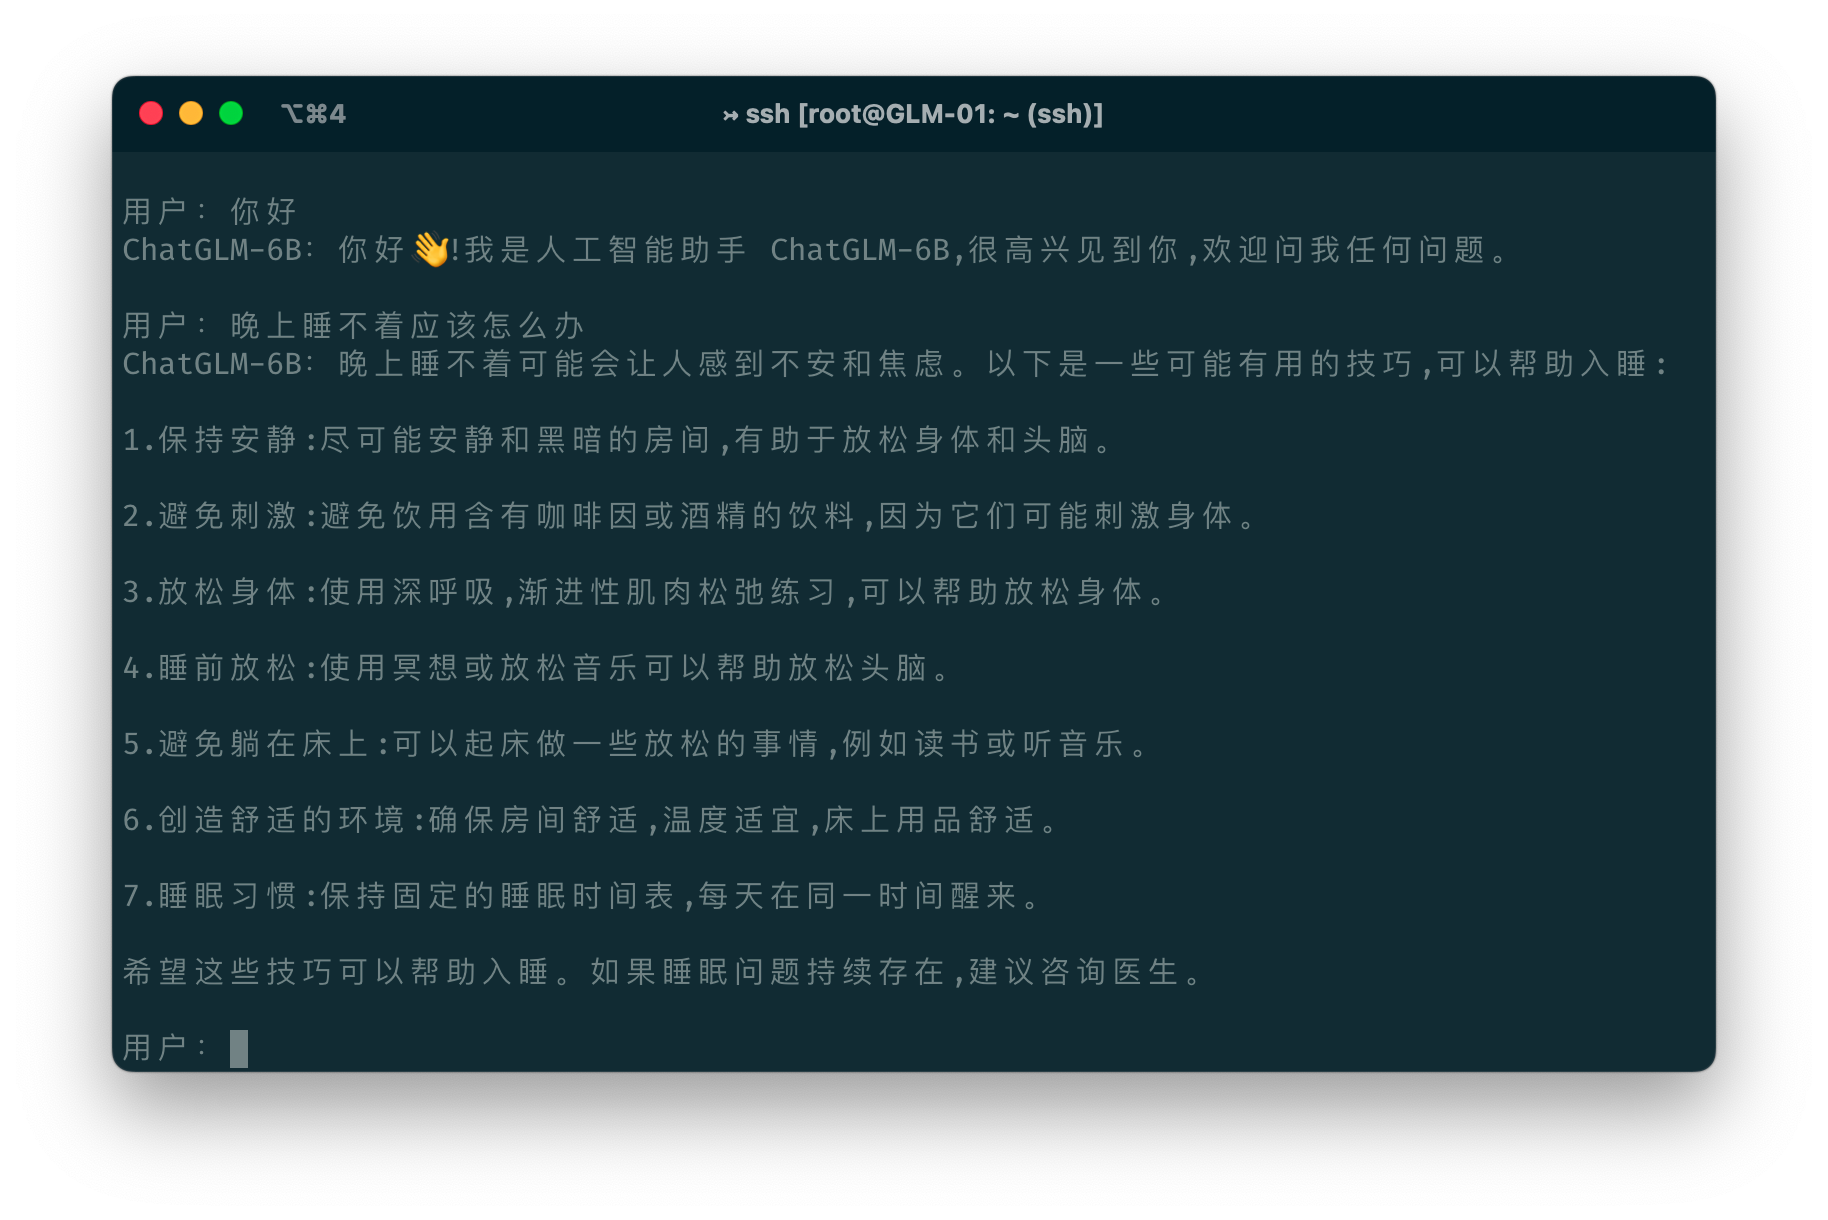 ⌥⌘4
↣ ssh [root@GLM-01: ~ (ssh)]
用户：你好
ChatGLM-6B：你好👋!我是人工智能助手 ChatGLM-6B,很高兴见到你,欢迎问我任何问题。
用户：晚上睡不着应该怎么办
ChatGLM-6B：晚上睡不着可能会让人感到不安和焦虑。以下是一些可能有用的技巧,可以帮助入睡:
1.保持安静:尽可能安静和黑暗的房间,有助于放松身体和头脑。
2.避免刺激:避免饮用含有咖啡因或酒精的饮料,因为它们可能刺激身体。
3.放松身体:使用深呼吸,渐进性肌肉松弛练习,可以帮助放松身体。
4.睡前放松:使用冥想或放松音乐可以帮助放松头脑。
5.避免躺在床上:可以起床做一些放松的事情,例如读书或听音乐。
6.创造舒适的环境:确保房间舒适,温度适宜,床上用品舒适。
7.睡眠习惯:保持固定的睡眠时间表,每天在同一时间醒来。
希望这些技巧可以帮助入睡。如果睡眠问题持续存在,建议咨询医生。
用户：